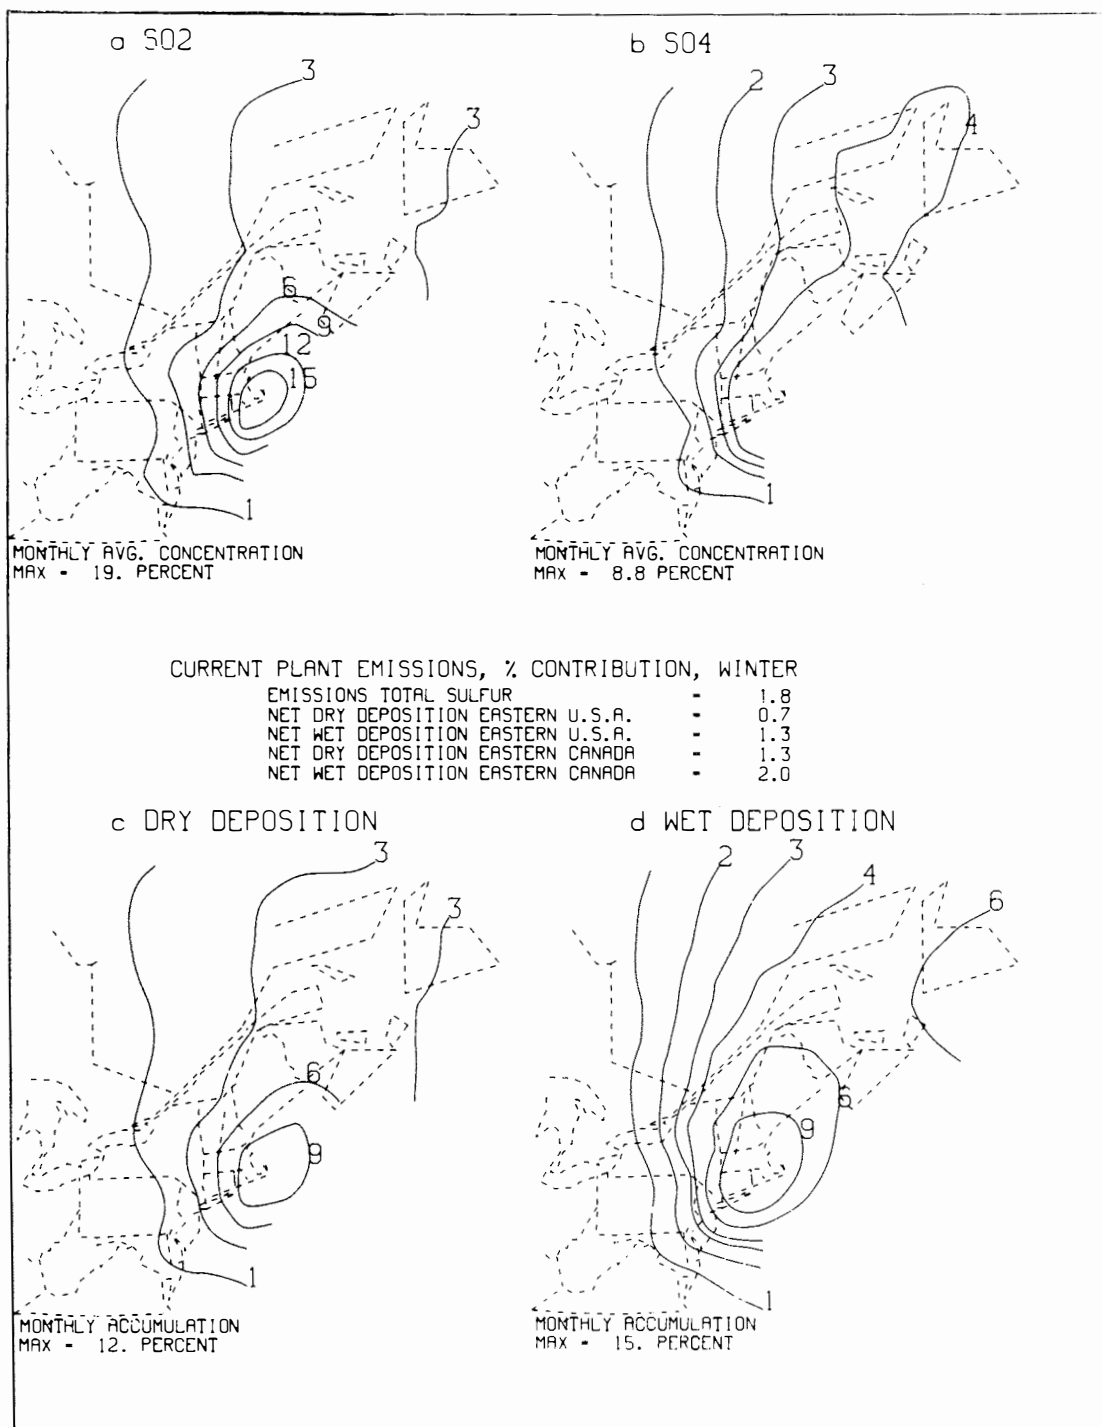 a SO2
b SO4
3
3
6
9
12
15
1
2
3
4
1
MONTHLY AVG. CONCENTRATION
MAX - 19. PERCENT
MONTHLY AVG. CONCENTRATION
MAX - 8.8 PERCENT
CURRENT PLANT EMISSIONS, % CONTRIBUTION, WINTER
EMISSIONS TOTAL SULFUR - 1.8
NET DRY DEPOSITION EASTERN U.S.A. - 0.7
NET WET DEPOSITION EASTERN U.S.A. - 1.3
NET DRY DEPOSITION EASTERN CANADA - 1.3
NET WET DEPOSITION EASTERN CANADA - 2.0
c DRY DEPOSITION
d WET DEPOSITION
3
3
6
9
1
2
3
4
6
6
9
1
MONTHLY ACCUMULATION
MAX - 12. PERCENT
MONTHLY ACCUMULATION
MAX - 15. PERCENT